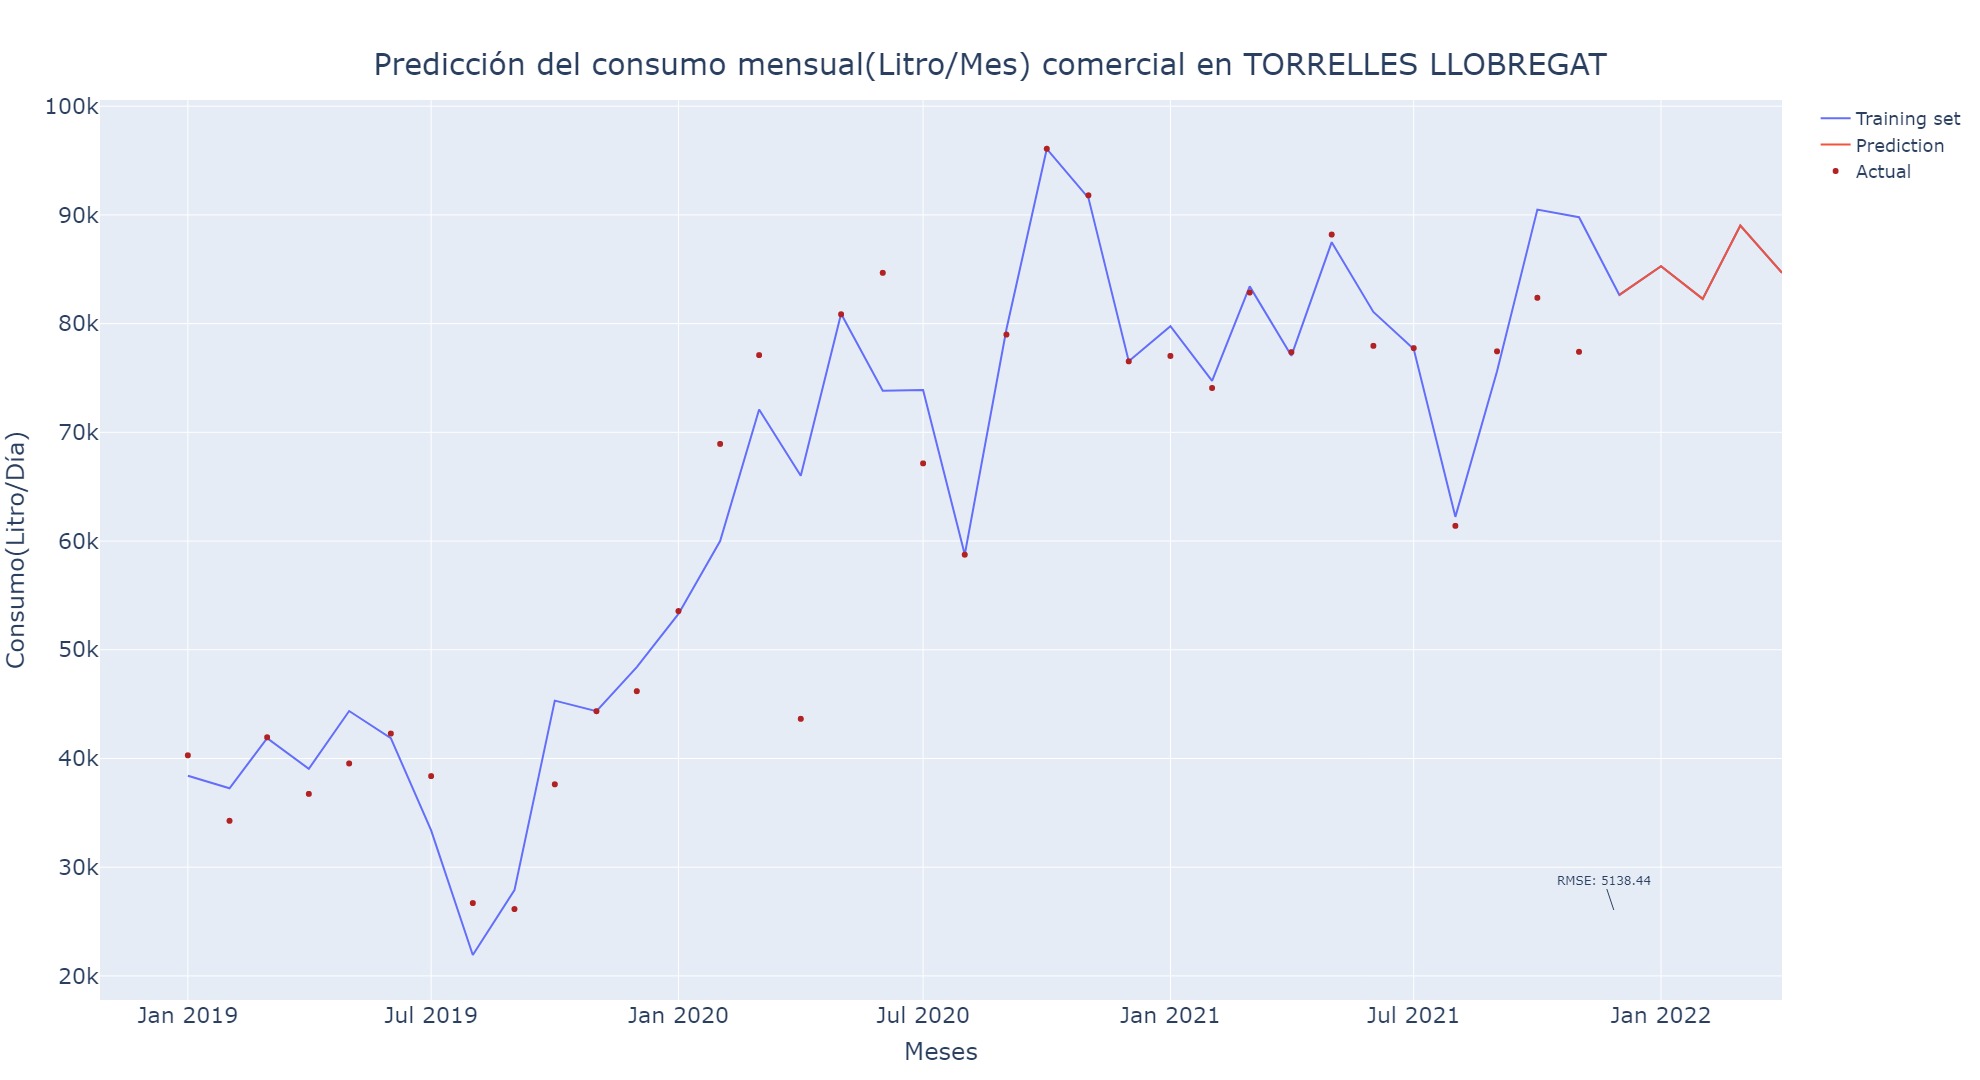 Predicción del consumo mensual(Litro/Mes) comercial en TORRELLES LLOBREGAT
Training set
Prediction
Actual
Consumo(Litro/Día)
100k
90k
80k
70k
60k
50k
40k
30k
20k
RMSE: 5138.44
Jan 2019
Jul 2019
Jan 2020
Jul 2020
Jan 2021
Jul 2021
Jan 2022
Meses